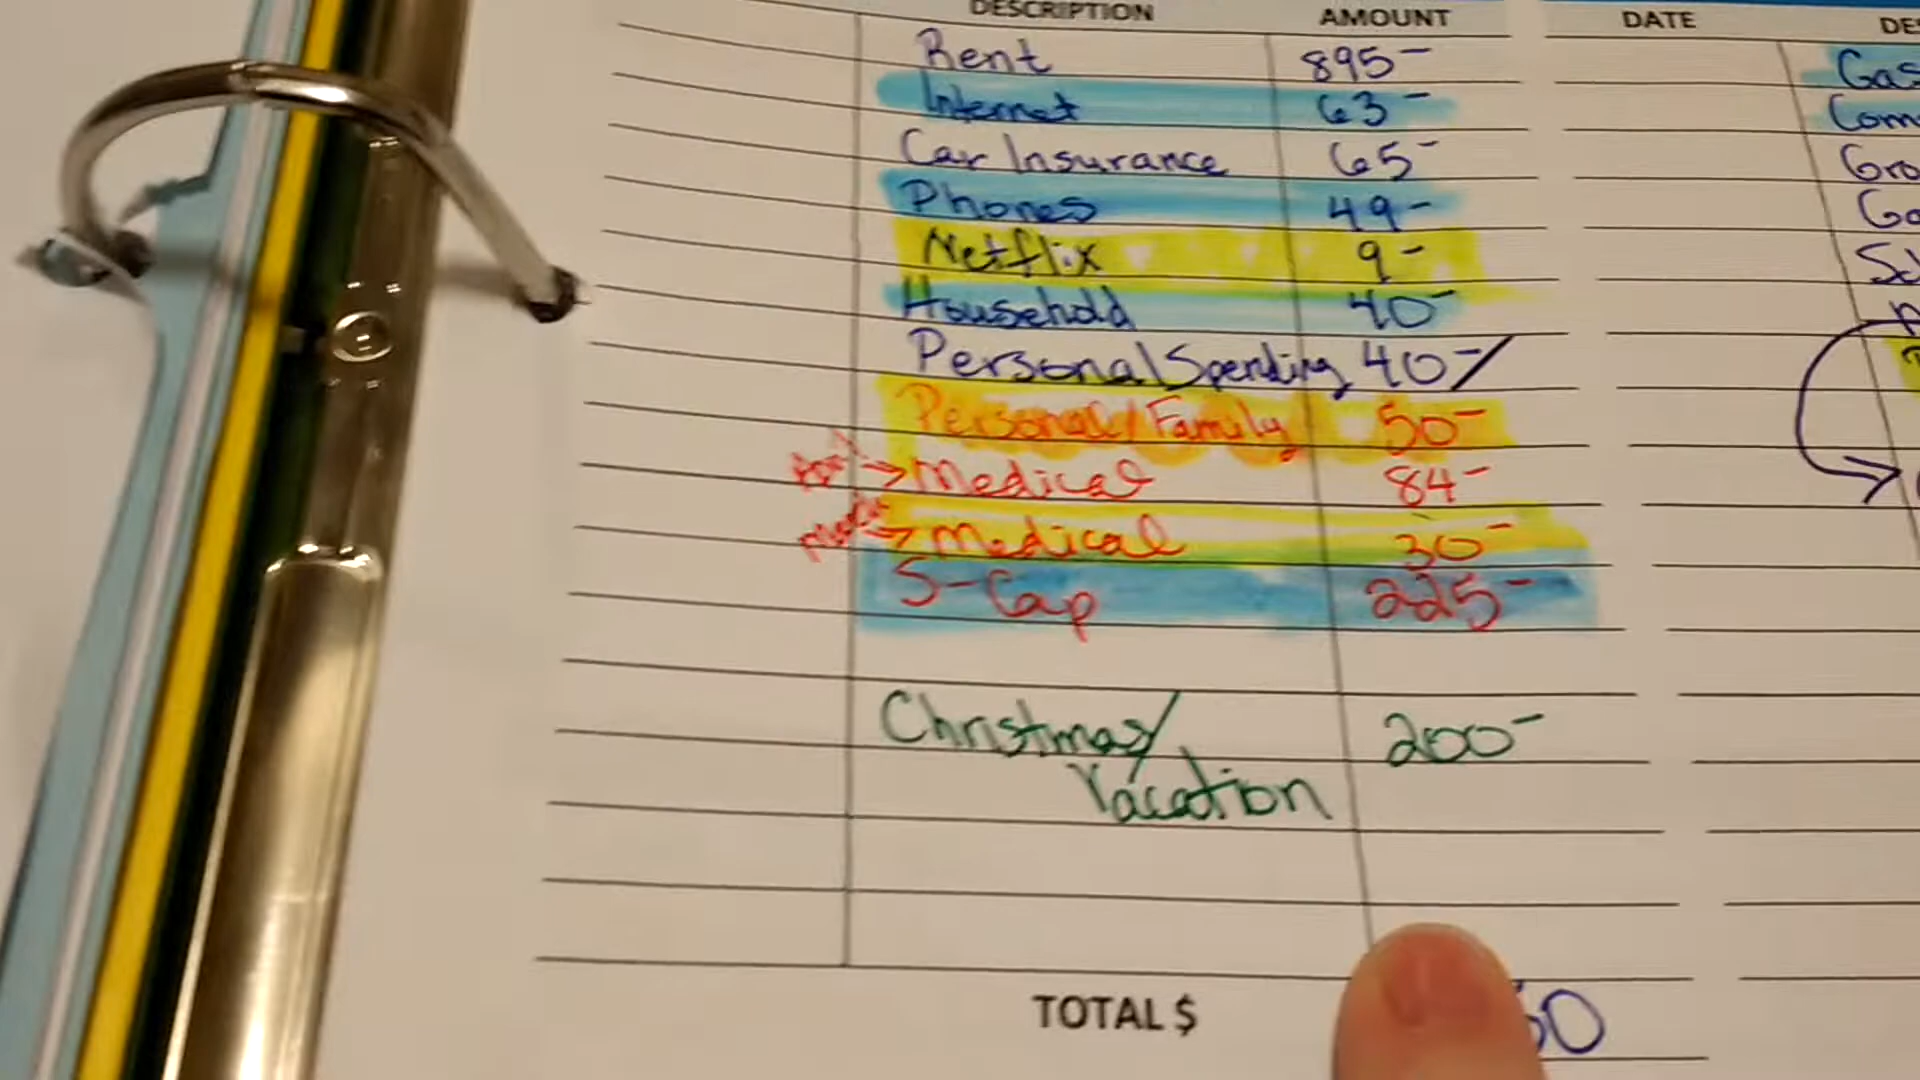 DESCRIPTION AMOUNT DATE
Rent 895-
Internet 63-
Car Insurance 65-
Phones 49-
Netflix 9-
Household 40-
Personal Spending 40-/
Personal/Family 50-
→ Medical 84-
→ Medical 30-
S-Cap 225-
Christmas/ 200-
Vacation
TOTAL $
Gas